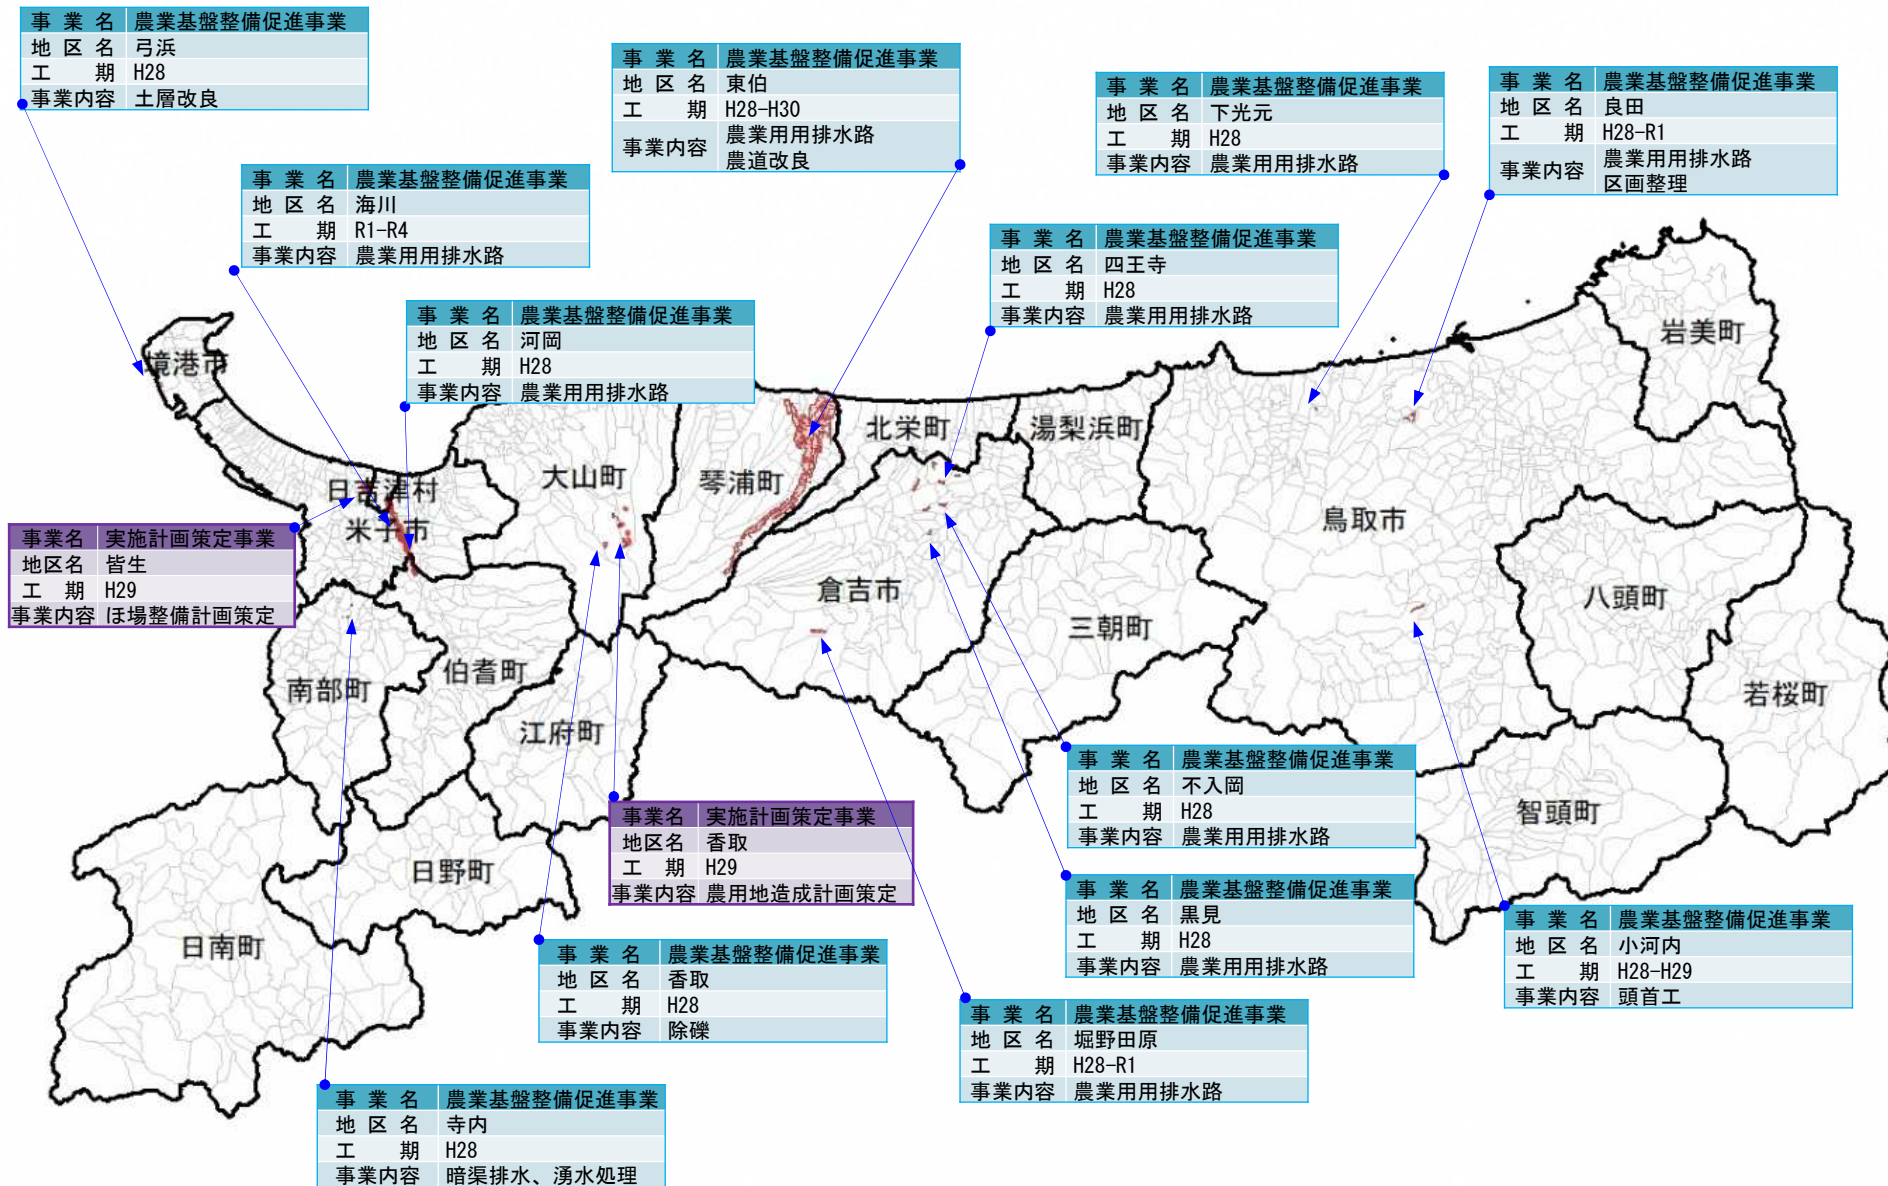 事業名 農業基盤整備促進事業
地区名 弓浜
工期 H28
事業内容 土層改良
事業名 農業基盤整備促進事業
地区名 東伯
工期 H28-H30
事業内容 農業用用排水路
農道改良
事業名 農業基盤整備促進事業
地区名 下光元
工期 H28
事業内容 農業用用排水路
事業名 農業基盤整備促進事業
地区名 良田
工期 H28-R1
事業内容 農業用用排水路
区画整理
事業名 農業基盤整備促進事業
地区名 海川
工期 R1-R4
事業内容 農業用用排水路
事業名 農業基盤整備促進事業
地区名 四王寺
工期 H28
事業内容 農業用用排水路
事業名 農業基盤整備促進事業
地区名 河岡
工期 H28
事業内容 農業用用排水路
境港市
岩美町
北栄町
湯梨浜町
大山町
琴浦町
日吉津村
米子市
鳥取市
事業名 実施計画策定事業
地区名 皆生
工期 H29
事業内容 ほ場整備計画策定
倉吉市
八頭町
三朝町
伯耆町
南部町
若桜町
江府町
智頭町
日野町
日南町
事業名 農業基盤整備促進事業
地区名 不入岡
工期 H28
事業内容 農業用用排水路
事業名 実施計画策定事業
地区名 香取
工期 H29
事業内容 農用地造成計画策定
事業名 農業基盤整備促進事業
地区名 黒見
工期 H28
事業内容 農業用用排水路
事業名 農業基盤整備促進事業
地区名 小河内
工期 H28-H29
事業内容 頭首工
事業名 農業基盤整備促進事業
地区名 香取
工期 H28
事業内容 除礫
事業名 農業基盤整備促進事業
地区名 堀野田原
工期 H28-R1
事業内容 農業用用排水路
事業名 農業基盤整備促進事業
地区名 寺内
工期 H28
事業内容 暗渠排水、湧水処理